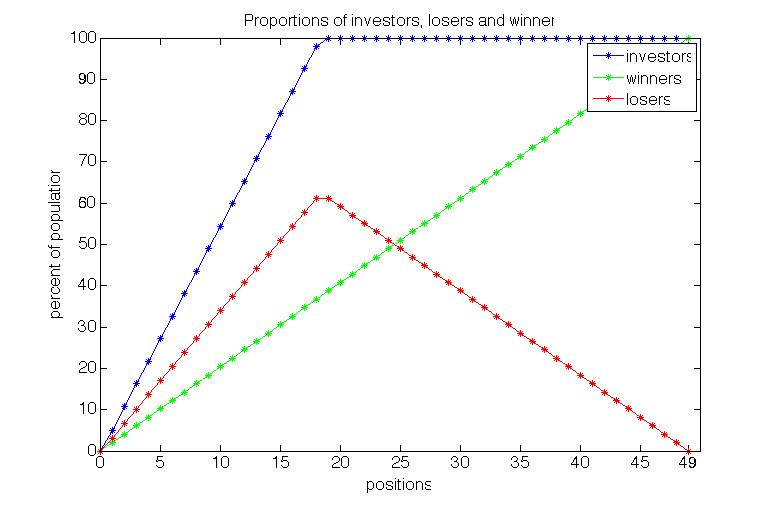 Proportions of investors, losers and winner
100
90
80
70
60
50
40
30
20
10
0
percent of population
investors
winners
losers
0 5 10 15 20 25 30 35 40 45 49
positions